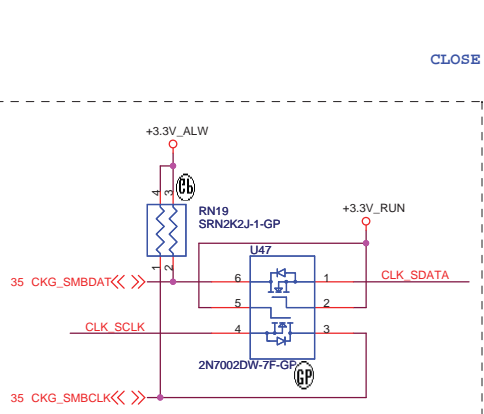 CLOSE
+3.3V_ALW
4 3
Cb
RN19
SRN2K2J-1-GP
+3.3V_RUN
1 2
U47
35 CKG_SMBDAT
6 1
CLK_SDATA
5 2
CLK_SCLK
4 3
2N7002DW-7F-GP
GP
35 CKG_SMBCLK